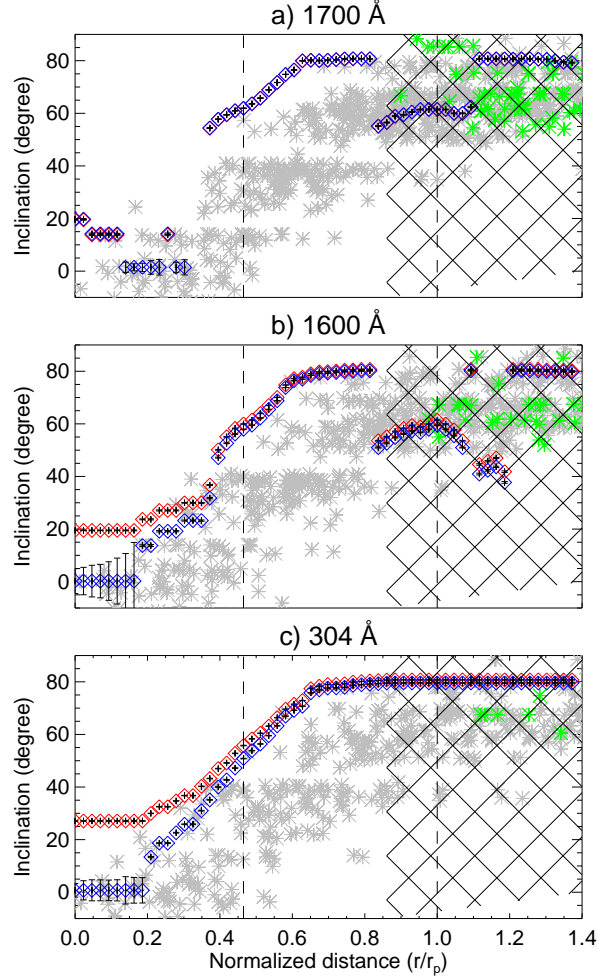 a) 1700 Å
80
60
40
20
0
Inclination (degree)
b) 1600 Å
80
60
40
20
0
Inclination (degree)
c) 304 Å
80
60
40
20
0
Inclination (degree)
0.0 0.2 0.4 0.6 0.8 1.0 1.2 1.4
Normalized distance (r/rp)